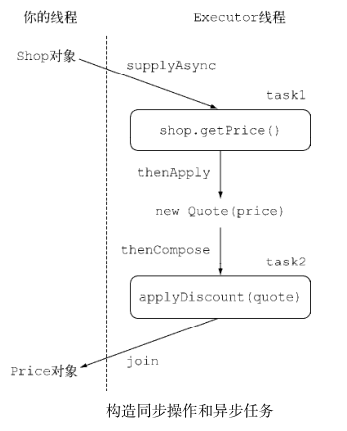 你的线程 Executor线程
Shop对象
supplyAsync
task1
shop.getPrice()
thenApply
new Quote(price)
thenCompose
task2
applyDiscount(quote)
join
Price对象
构造同步操作和异步任务